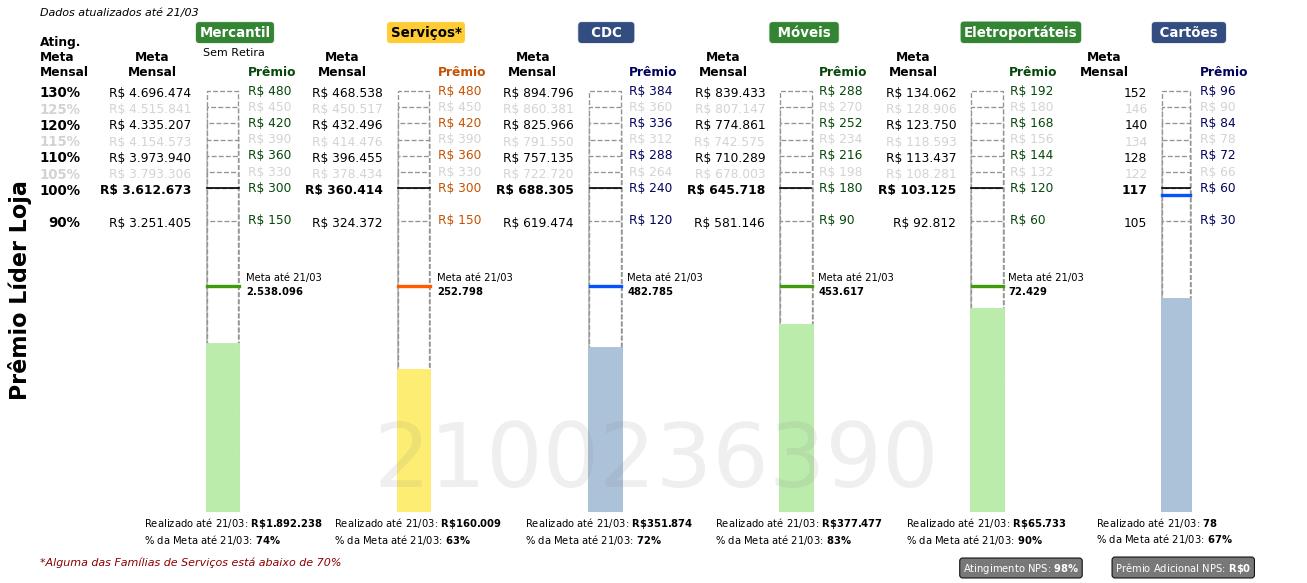 Dados atualizados até 21/03
Mercantil Serviços* CDC Móveis Eletroportáteis Cartões
Sem Retira
Ating. Meta Mensal Meta Mensal Prêmio Meta Mensal Prêmio Meta Mensal Prêmio Meta Mensal Prêmio Meta Mensal Prêmio Meta Mensal Prêmio
130% R$ 4.696.474 R$ 480 R$ 468.538 R$ 480 R$ 894.796 R$ 384 R$ 839.433 R$ 288 R$ 134.062 R$ 192 152 R$ 96
125% R$ 4.515.841 R$ 450 R$ 450.517 R$ 450 R$ 860.381 R$ 360 R$ 807.147 R$ 270 R$ 128.906 R$ 180 146 R$ 90
120% R$ 4.335.207 R$ 420 R$ 432.496 R$ 420 R$ 825.966 R$ 336 R$ 774.861 R$ 252 R$ 123.750 R$ 168 140 R$ 84
115% R$ 4.154.573 R$ 390 R$ 414.476 R$ 390 R$ 791.550 R$ 312 R$ 742.575 R$ 234 R$ 118.593 R$ 156 134 R$ 78
110% R$ 3.973.940 R$ 360 R$ 396.455 R$ 360 R$ 757.135 R$ 288 R$ 710.289 R$ 216 R$ 113.437 R$ 144 128 R$ 72
105% R$ 3.793.306 R$ 330 R$ 378.434 R$ 330 R$ 722.720 R$ 264 R$ 678.003 R$ 198 R$ 108.281 R$ 132 122 R$ 66
100% R$ 3.612.673 R$ 300 R$ 360.414 R$ 300 R$ 688.305 R$ 240 R$ 645.718 R$ 180 R$ 103.125 R$ 120 117 R$ 60
90% R$ 3.251.405 R$ 150 R$ 324.372 R$ 150 R$ 619.474 R$ 120 R$ 581.146 R$ 90 R$ 92.812 R$ 60 105 R$ 30
Prêmio Líder Loja
Meta até 21/03 Meta até 21/03 Meta até 21/03 Meta até 21/03 Meta até 21/03
2.538.096 252.798 482.785 453.617 72.429
2100236390
Realizado até 21/03: R$1.892.238 Realizado até 21/03: R$160.009 Realizado até 21/03: R$351.874 Realizado até 21/03: R$377.477 Realizado até 21/03: R$65.733 Realizado até 21/03: 78
% da Meta até 21/03: 74% % da Meta até 21/03: 63% % da Meta até 21/03: 72% % da Meta até 21/03: 83% % da Meta até 21/03: 90% % da Meta até 21/03: 67%
*Alguma das Famílias de Serviços está abaixo de 70%
Atingimento NPS: 98% Prêmio Adicional NPS: R$0